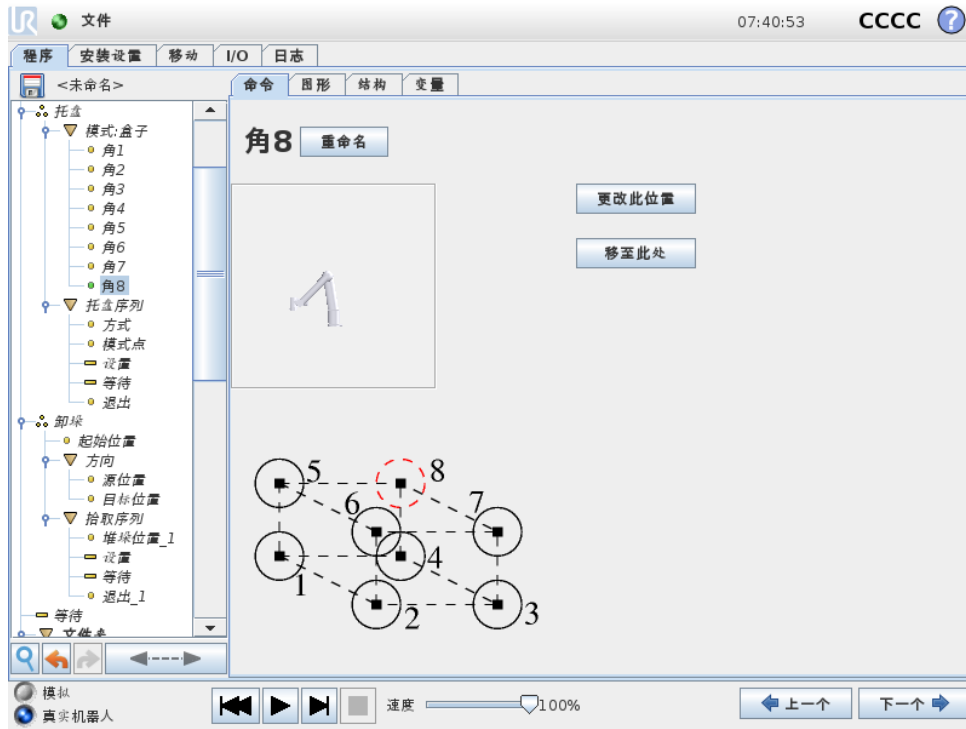 UR 文件 07:40:53 CCCC ?
程序 安装设置 移动 I/O 日志
<未命名> 命令 图形 结构 变量
托盘
模式:盒子
角1
角2
角3
角4
角5
角6
角7
角8
托盘序列
方式
模式点
设置
等待
退出
卸垛
起始位置
方向
源位置
目标位置
拾取序列
堆垛位置_1
设置
等待
退出_1
等待
文件夹
角8 重命名
更改此位置
移至此处
5 8
6 7
4
1 2 3
模拟
真实机器人
速度 100% 上一个 下一个